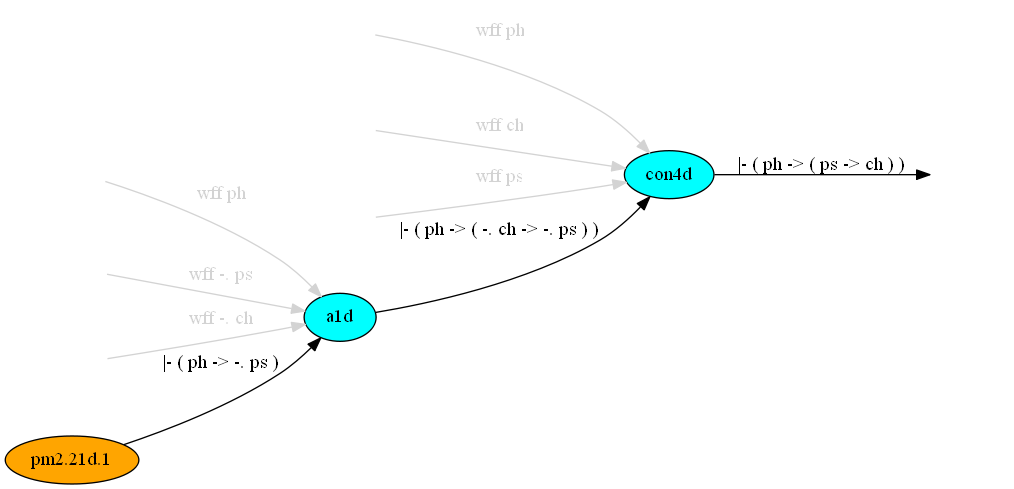 wff ph
wff ch
con4d
|- ( ph -> ( ps -> ch ) )
wff ps
wff ph
|- ( ph -> ( -. ch -> -. ps ) )
wff -. ps
wff -. ch
a1d
|- ( ph -> -. ps )
pm2.21d.1